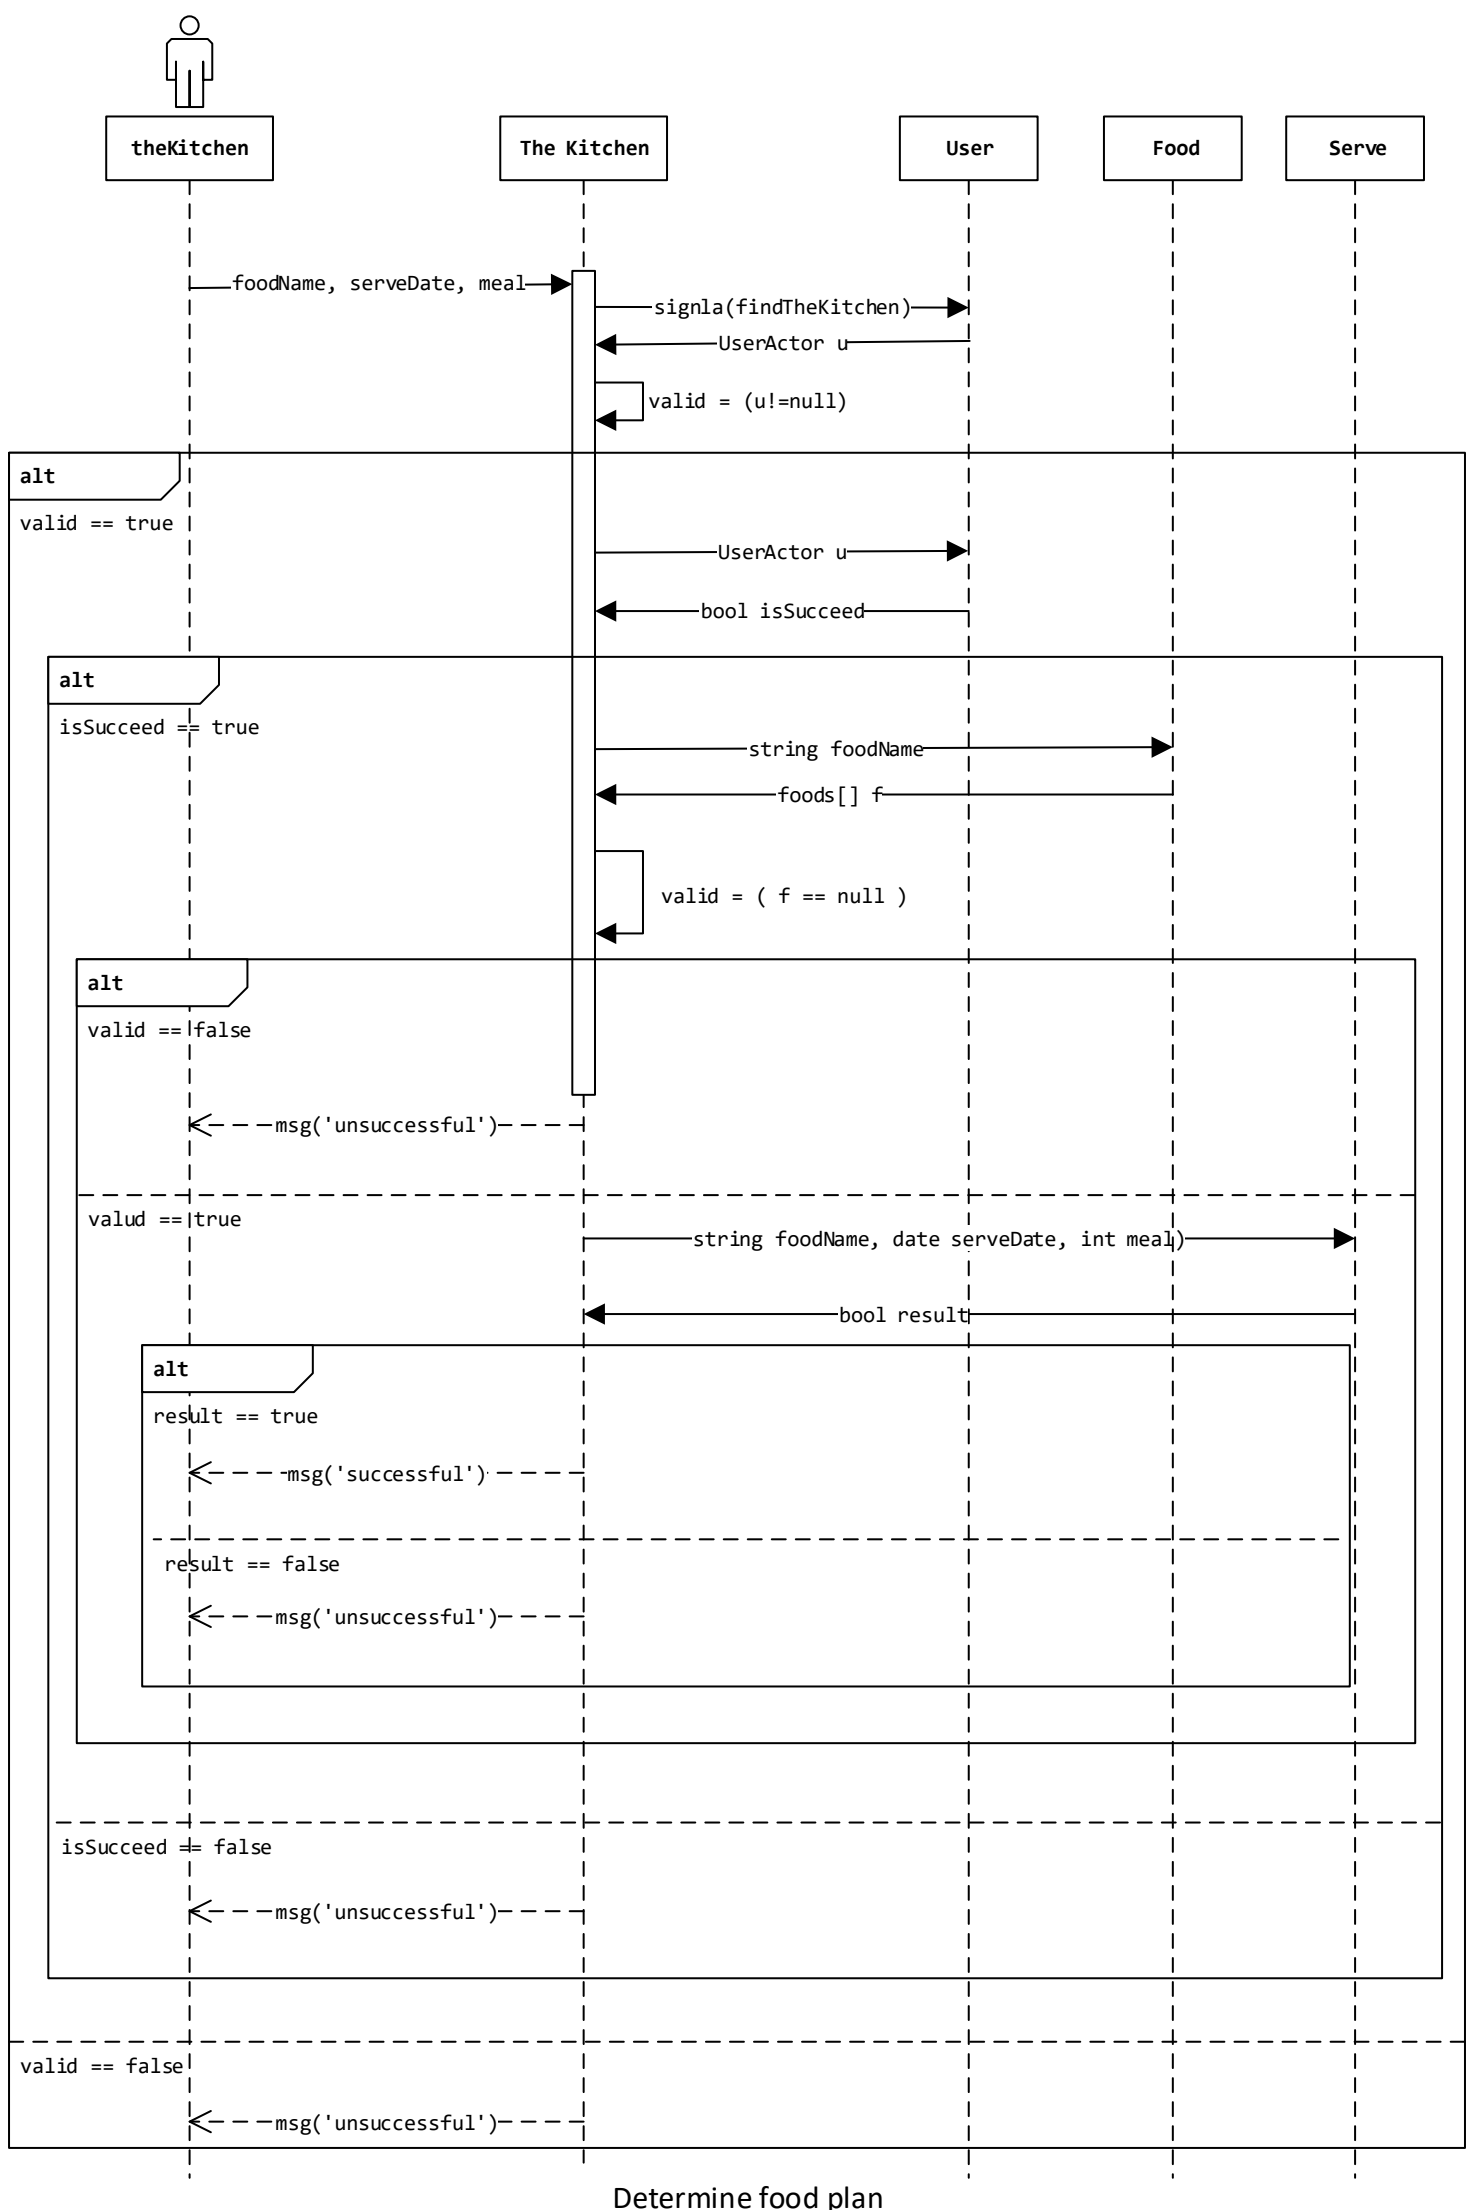 theKitchen
The Kitchen
User
Food
Serve
foodName, serveDate, meal
signla(findTheKitchen)
UserActor u
valid = (u!=null)
alt
valid == true
UserActor u
bool isSucceed
alt
isSucceed == true
string foodName
foods[] f
valid = ( f == null )
alt
valid == false
msg('unsuccessful')
valud == true
string foodName, date serveDate, int meal)
bool result
alt
result == true
msg('successful')
result == false
msg('unsuccessful')
isSucceed == false
msg('unsuccessful')
valid == false
msg('unsuccessful')
Determine food plan